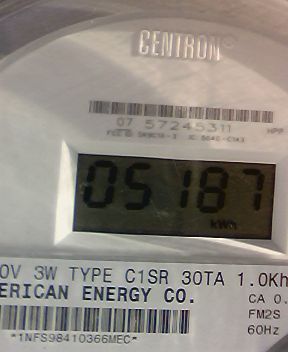 CENTRON®
07 57245311 HPP
05187
kWh
0V 3W TYPE C1SR 30TA 1.0Kh
ERICAN ENERGY CO.
CA 0.
FM2S
60Hz
*1NFS98410366MEC*